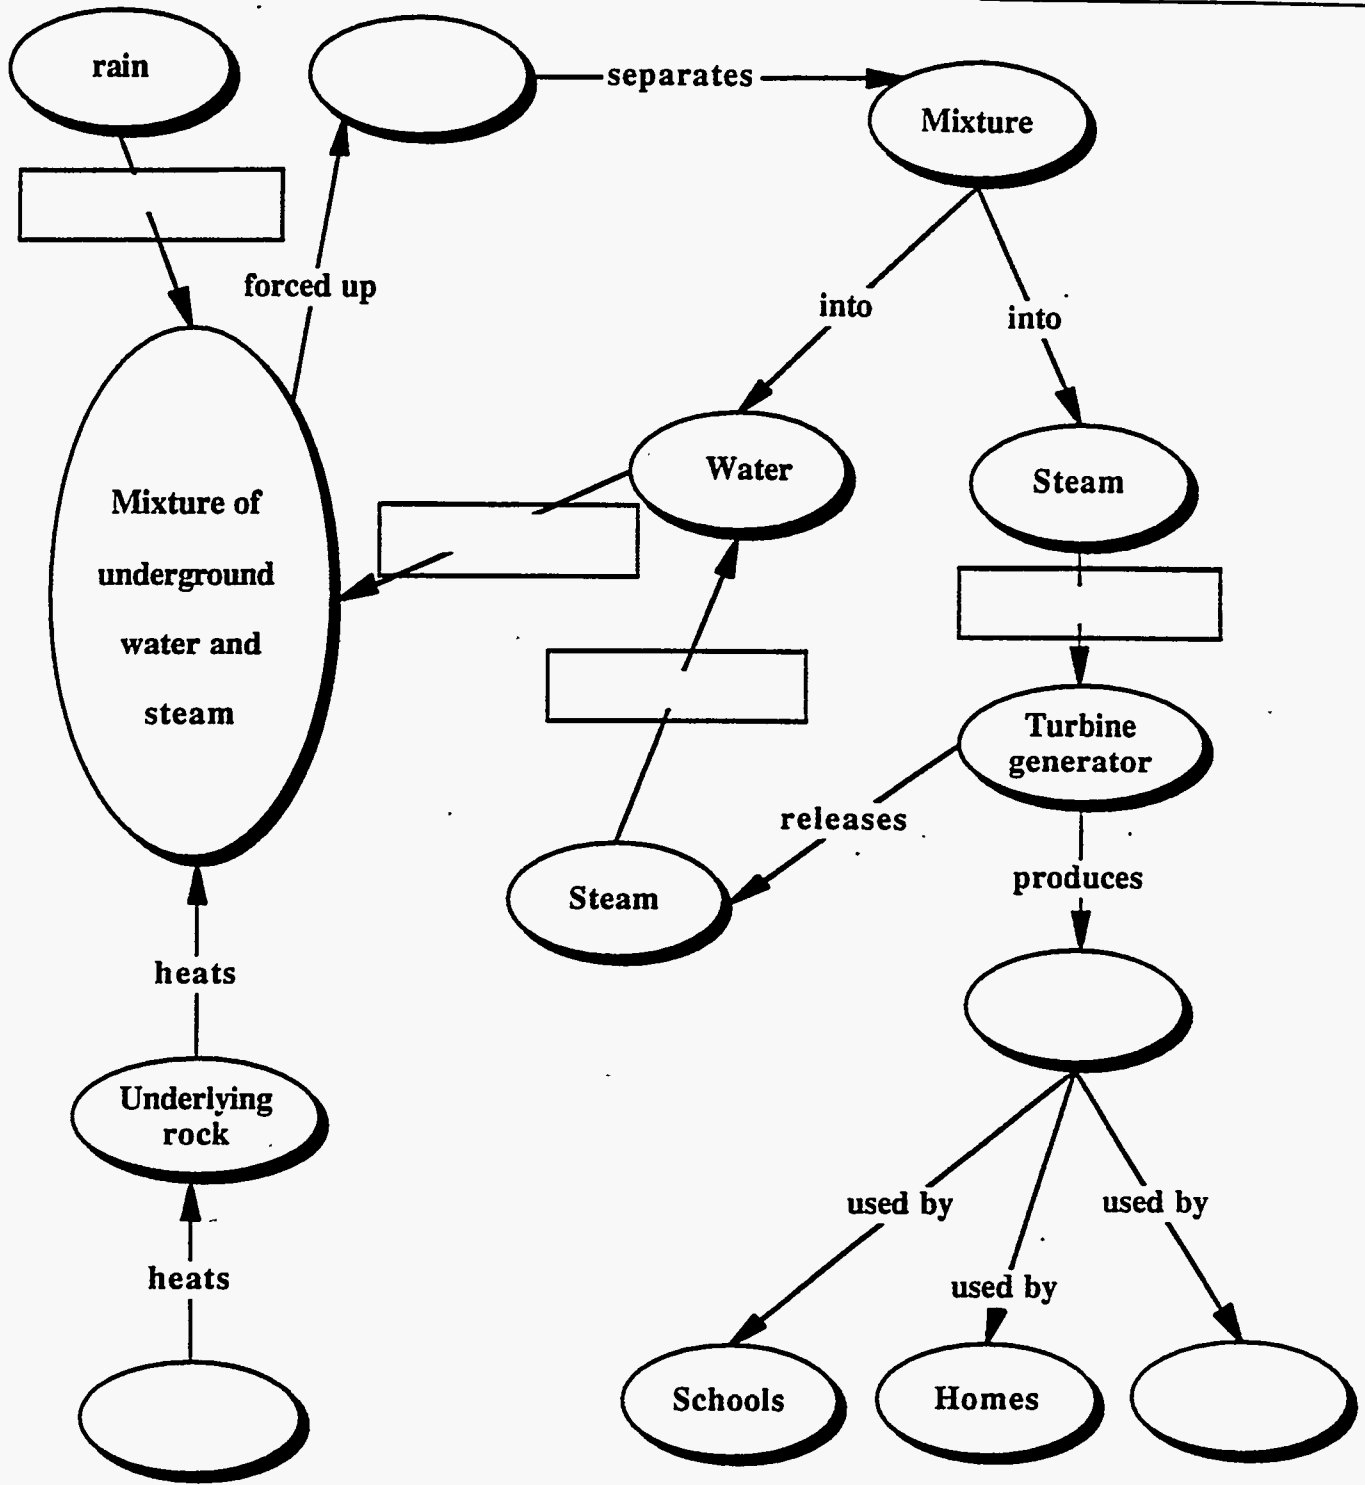 rain
separates
Mixture
forced up
into
into
Water
Steam
Mixture of
underground
water and
steam
Turbine
generator
releases
produces
Steam
heats
Underlying
rock
used by
used by
heats
used by
Schools
Homes